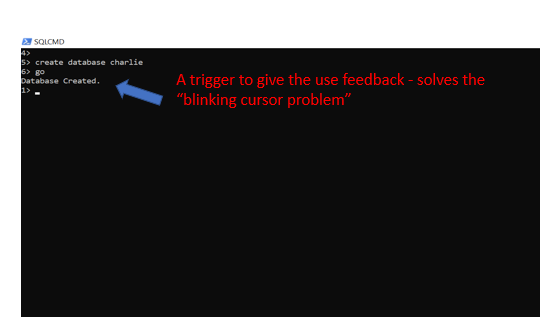 SQLCMD
4>
5> create database charlie
6> go
Database Created.
1>
A trigger to give the use feedback - solves the
“blinking cursor problem”